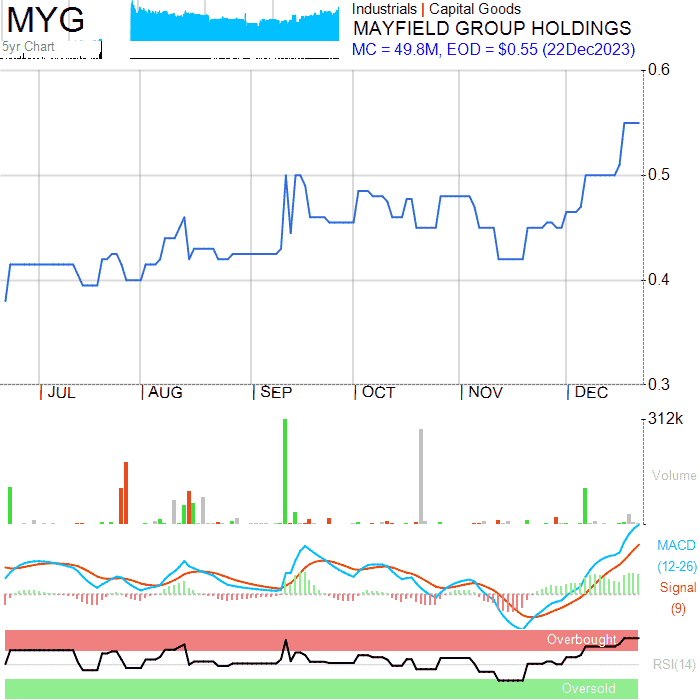 MYG
5yr Chart
Industrials | Capital Goods
MAYFIELD GROUP HOLDINGS
MC = 49.8M, EOD = $0.55 (22Dec2023)
0.6
0.5
0.4
0.3
JUL AUG SEP OCT NOV DEC
312k
Volume
MACD
(12-26)
Signal
(9)
Overbought
RSI(14)
Oversold